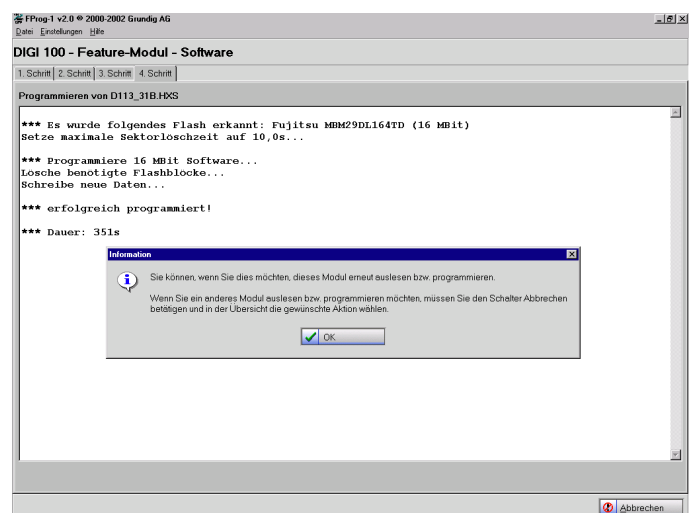 FProg-1 v2.0 © 2000-2002 Grundig AG
Datei Einstellungen Hilfe
DIGI 100 - Feature-Modul - Software
1. Schritt 2. Schritt 3. Schritt 4. Schritt
Programmieren von D113_31B.HXS
*** Es wurde folgendes Flash erkannt: Fujitsu MBM29DL164TD (16 MBit)
Setze maximale Sektorlöschzeit auf 10,0s...
*** Programmiere 16 MBit Software...
Lösche benötigte Flashblöcke...
Schreibe neue Daten...
*** erfolgreich programmiert!
*** Dauer: 351s
Information
Sie können, wenn Sie dies möchten, dieses Modul erneut auslesen bzw. programmieren.
Wenn Sie ein anderes Modul auslesen bzw. programmieren möchten, müssen Sie den Schalter Abbrechen
betätigen und in der Übersicht die gewünschte Aktion wählen.
OK
Abbrechen